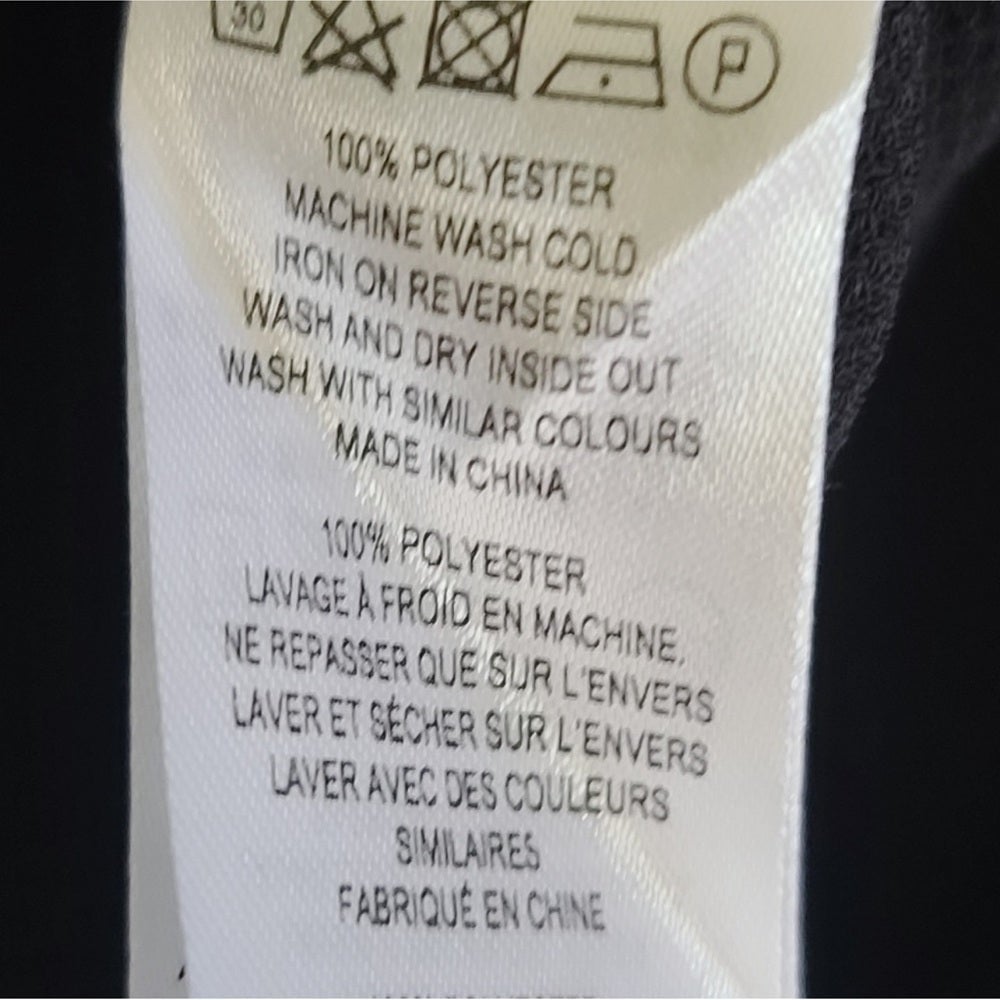 30
P
100% POLYESTER
MACHINE WASH COLD
IRON ON REVERSE SIDE
WASH AND DRY INSIDE OUT
WASH WITH SIMILAR COLOURS
MADE IN CHINA
100% POLYESTER
LAVAGE À FROID EN MACHINE.
NE REPASSER QUE SUR L'ENVERS
LAVER ET SÉCHER SUR L'ENVERS
LAVER AVEC DES COULEURS
SIMILAIRES
FABRIQUÉ EN CHINE